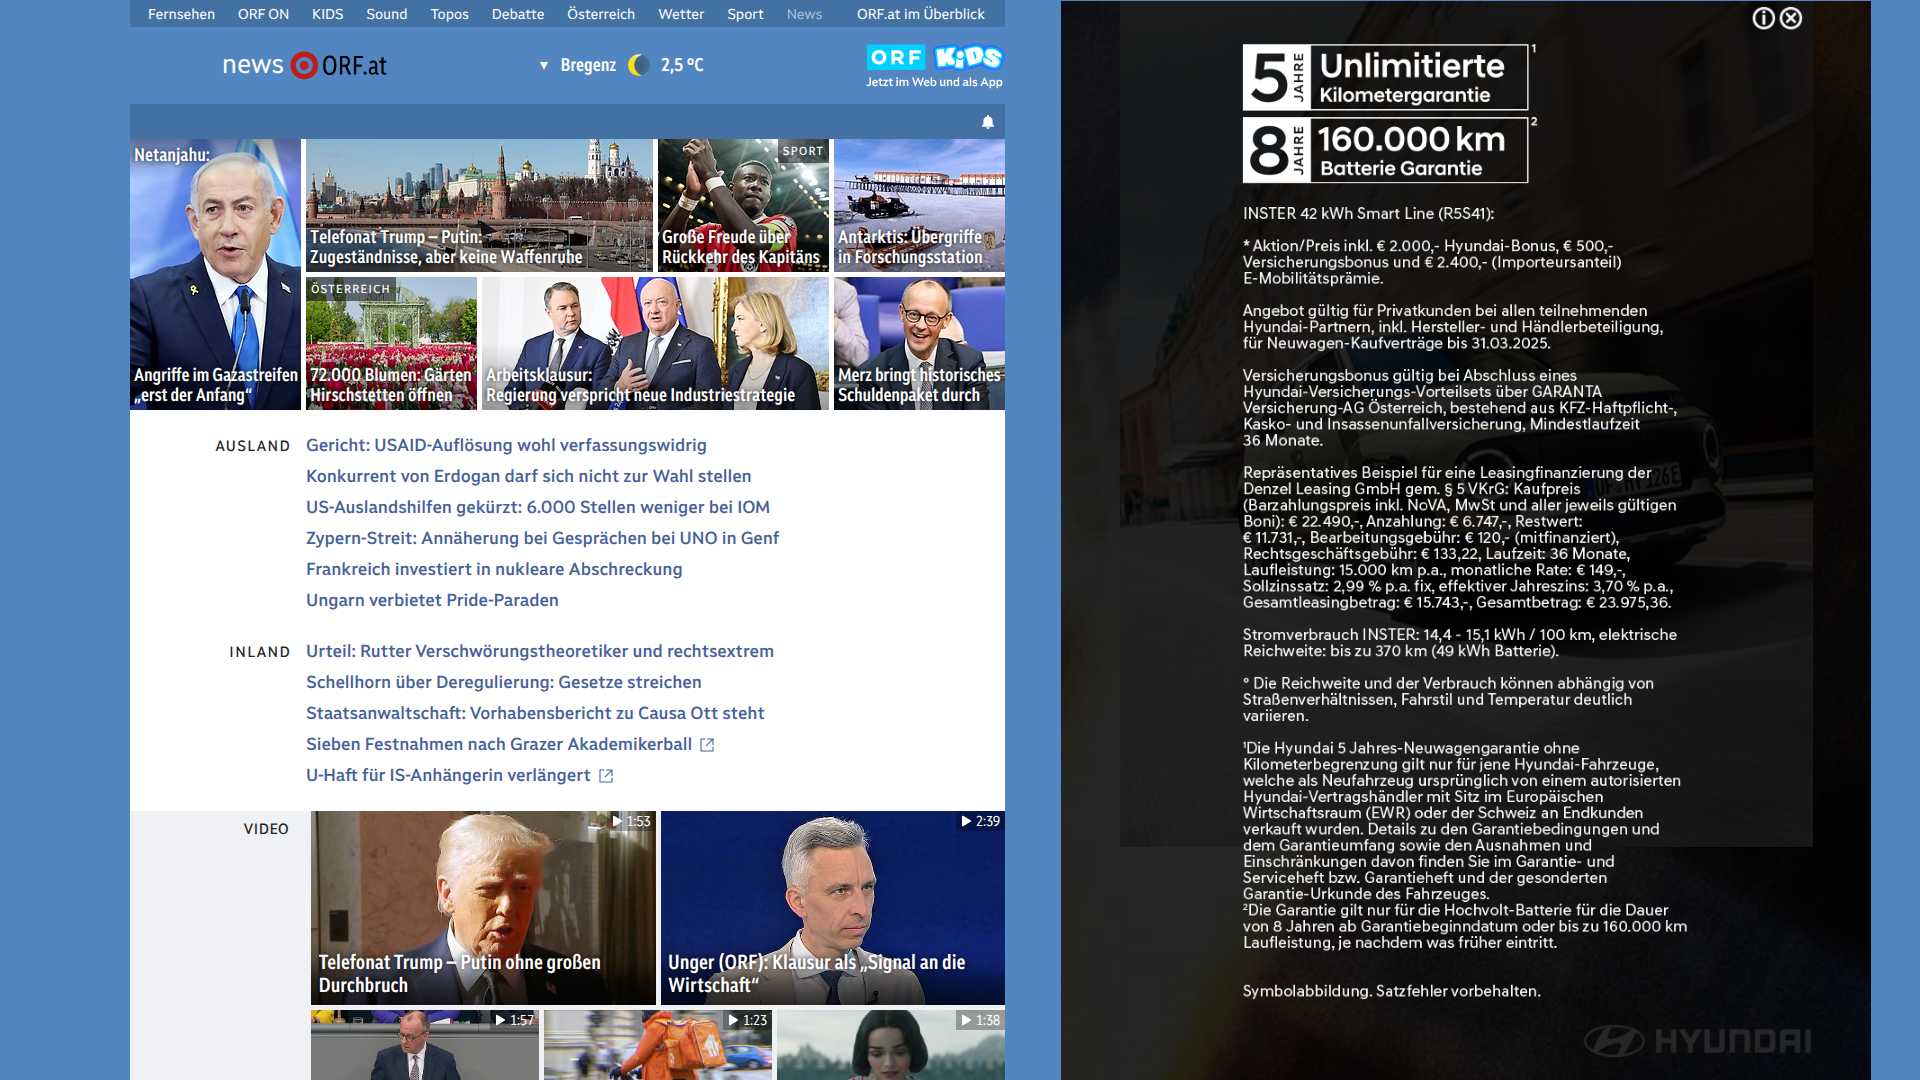 Fernsehen ORF ON KIDS Sound Topos Debatte Österreich Wetter Sport News ORF.at im Überblick
news ORF.at
▼ Bregenz 2,5 °C
ORF KiDS
Jetzt im Web und als App
Netanjahu:
Angriffe im Gazastreifen
„erst der Anfang“
Telefonat Trump – Putin:
Zugeständnisse, aber keine Waffenruhe
SPORT
Große Freude über
Rückkehr des Kapitäns
Antarktis: Übergriffe
in Forschungsstation
ÖSTERREICH
72.000 Blumen: Gärten
Hirschstetten öffnen
Arbeitsklausur:
Regierung verspricht neue Industriestrategie
Merz bringt historisches
Schuldenpaket durch
AUSLAND
Gericht: USAID-Auflösung wohl verfassungswidrig
Konkurrent von Erdogan darf sich nicht zur Wahl stellen
US-Auslandshilfen gekürzt: 6.000 Stellen weniger bei IOM
Zypern-Streit: Annäherung bei Gesprächen bei UNO in Genf
Frankreich investiert in nukleare Abschreckung
Ungarn verbietet Pride-Paraden
INLAND
Urteil: Rutter Verschwörungstheoretiker und rechtsextrem
Schellhorn über Deregulierung: Gesetze streichen
Staatsanwaltschaft: Vorhabensbericht zu Causa Ott steht
Sieben Festnahmen nach Grazer Akademikerball
U-Haft für IS-Anhängerin verlängert
VIDEO
1:53
Telefonat Trump – Putin ohne großen
Durchbruch
2:39
Unger (ORF): Klausur als „Signal an die
Wirtschaft“
1:57
1:23
1:38
5 JAHRE Unlimitierte 1
Kilometergarantie
8 JAHRE 160.000 km 2
Batterie Garantie
INSTER 42 kWh Smart Line (R5S41):
* Aktion/Preis inkl. € 2.000,- Hyundai-Bonus, € 500,-
Versicherungsbonus und € 2.400,- (Importeursanteil)
E-Mobilitätsprämie.
Angebot gültig für Privatkunden bei allen teilnehmenden
Hyundai-Partnern, inkl. Hersteller- und Händlerbeteiligung,
für Neuwagen-Kaufverträge bis 31.03.2025.
Versicherungsbonus gültig bei Abschluss eines
Hyundai-Versicherungs-Vorteilsets über GARANTA
Versicherung-AG Österreich, bestehend aus KFZ-Haftpflicht-,
Kasko- und Insassenunfallversicherung, Mindestlaufzeit
36 Monate.
Repräsentatives Beispiel für eine Leasingfinanzierung der
Denzel Leasing GmbH gem. § 5 VKrG: Kaufpreis
(Barzahlungspreis inkl. NoVA, MwSt und aller jeweils gültigen
Boni): € 22.490,-, Anzahlung: € 6.747,-, Restwert:
€ 11.731,-, Bearbeitungsgebühr: € 120,- (mitfinanziert),
Rechtsgeschäftsgebühr: € 133,22, Laufzeit: 36 Monate,
Laufleistung: 15.000 km p.a., monatliche Rate: € 149,-,
Sollzinssatz: 2,99 % p.a. fix, effektiver Jahreszins: 3,70 % p.a.,
Gesamtleasingbetrag: € 15.743,-, Gesamtbetrag: € 23.975,36.
Stromverbrauch INSTER: 14,4 - 15,1 kWh / 100 km, elektrische
Reichweite: bis zu 370 km (49 kWh Batterie).
° Die Reichweite und der Verbrauch können abhängig von
Straßenverhältnissen, Fahrstil und Temperatur deutlich
variieren.
¹Die Hyundai 5 Jahres-Neuwagengarantie ohne
Kilometerbegrenzung gilt nur für jene Hyundai-Fahrzeuge,
welche als Neufahrzeug ursprünglich von einem autorisierten
Hyundai-Vertragshändler mit Sitz im Europäischen
Wirtschaftsraum (EWR) oder der Schweiz an Endkunden
verkauft wurden. Details zu den Garantiebedingungen und
dem Garantieumfang sowie den Ausnahmen und
Einschränkungen davon finden Sie im Garantie- und
Serviceheft bzw. Garantieheft und der gesonderten
Garantie-Urkunde des Fahrzeuges.
²Die Garantie gilt nur für die Hochvolt-Batterie für die Dauer
von 8 Jahren ab Garantiebeginndatum oder bis zu 160.000 km
Laufleistung, je nachdem was früher eintritt.
Symbolabbildung. Satzfehler vorbehalten.
HYUNDAI